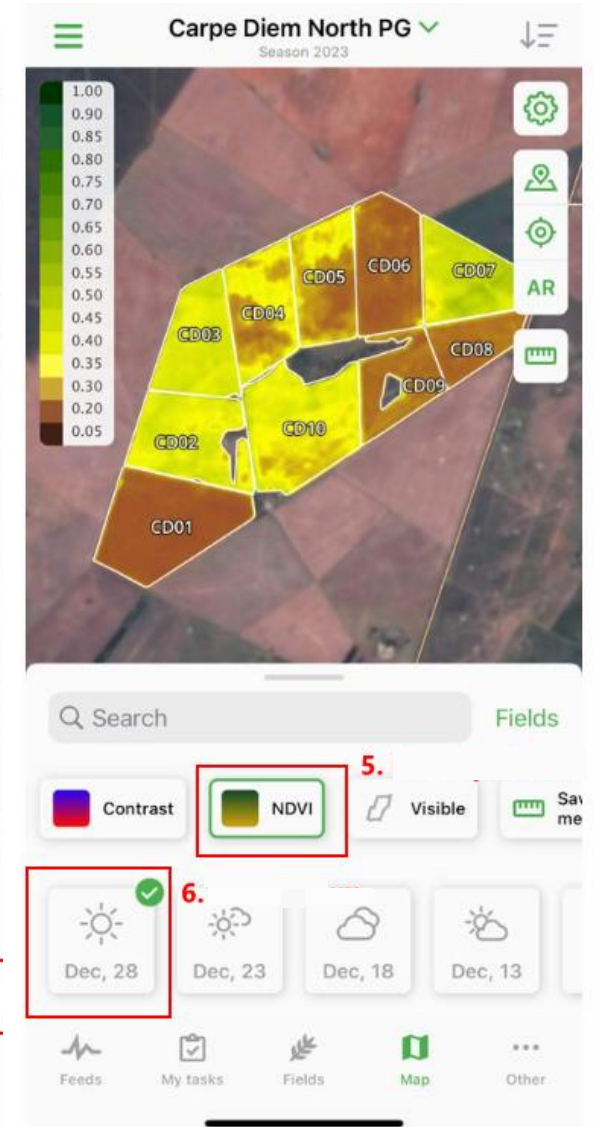 Carpe Diem North PG
Season 2023
1.00
0.90
0.85
0.80
0.75
0.70
0.65
0.60
0.55
0.50
0.45
0.40
0.35
0.30
0.20
0.05
AR
CD05
CD06
CD07
CD04
CD03
CD08
CD09
CD10
CD02
CD01
Search
Fields
5.
Contrast
NDVI
Visible
Sav
me
6.
Dec, 28
Dec, 23
Dec, 18
Dec, 13
Feeds
My tasks
Fields
Map
Other